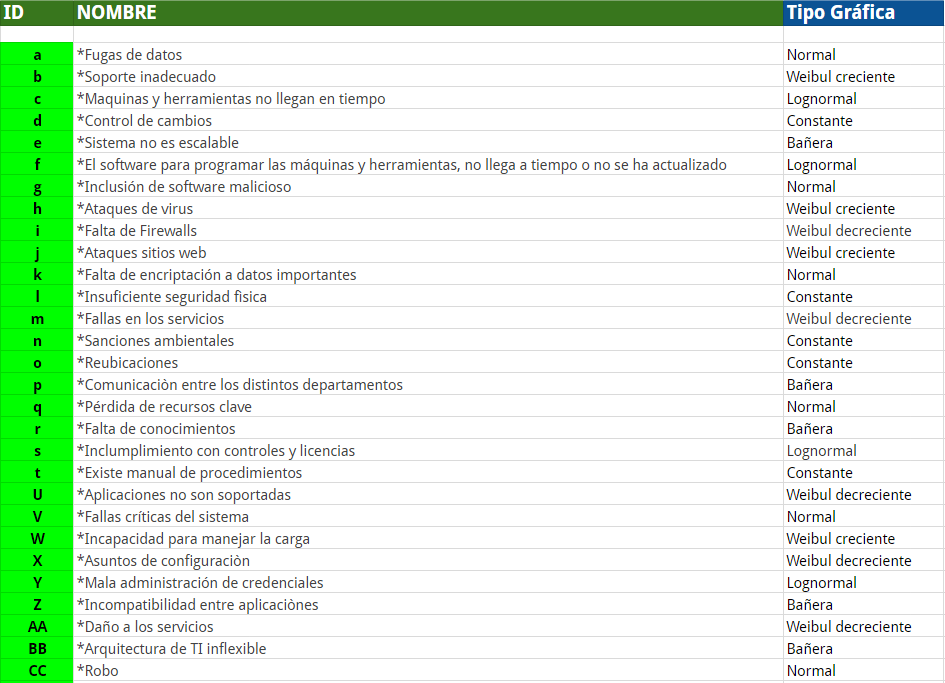 ID NOMBRE Tipo Gráfica
a *Fugas de datos Normal
b *Soporte inadecuado Weibul creciente
c *Maquinas y herramientas no llegan en tiempo Lognormal
d *Control de cambios Constante
e *Sistema no es escalable Bañera
f *El software para programar las máquinas y herramientas, no llega a tiempo o no se ha actualizado Lognormal
g *Inclusión de software malicioso Normal
h *Ataques de virus Weibul creciente
i *Falta de Firewalls Weibul decreciente
j *Ataques sitios web Weibul creciente
k *Falta de encriptación a datos importantes Normal
l *Insuficiente seguridad fisica Constante
m *Fallas en los servicios Weibul decreciente
n *Sanciones ambientales Constante
o *Reubicaciones Constante
p *Comunicaciòn entre los distintos departamentos Bañera
q *Pérdida de recursos clave Normal
r *Falta de conocimientos Bañera
s *Inclumplimiento con controles y licencias Lognormal
t *Existe manual de procedimientos Constante
U *Aplicaciones no son soportadas Weibul decreciente
V *Fallas críticas del sistema Normal
W *Incapacidad para manejar la carga Weibul creciente
X *Asuntos de configuraciòn Weibul decreciente
Y *Mala administración de credenciales Lognormal
Z *Incompatibilidad entre aplicaciònes Bañera
AA *Daño a los servicios Weibul decreciente
BB *Arquitectura de TI inflexible Bañera
CC *Robo Normal